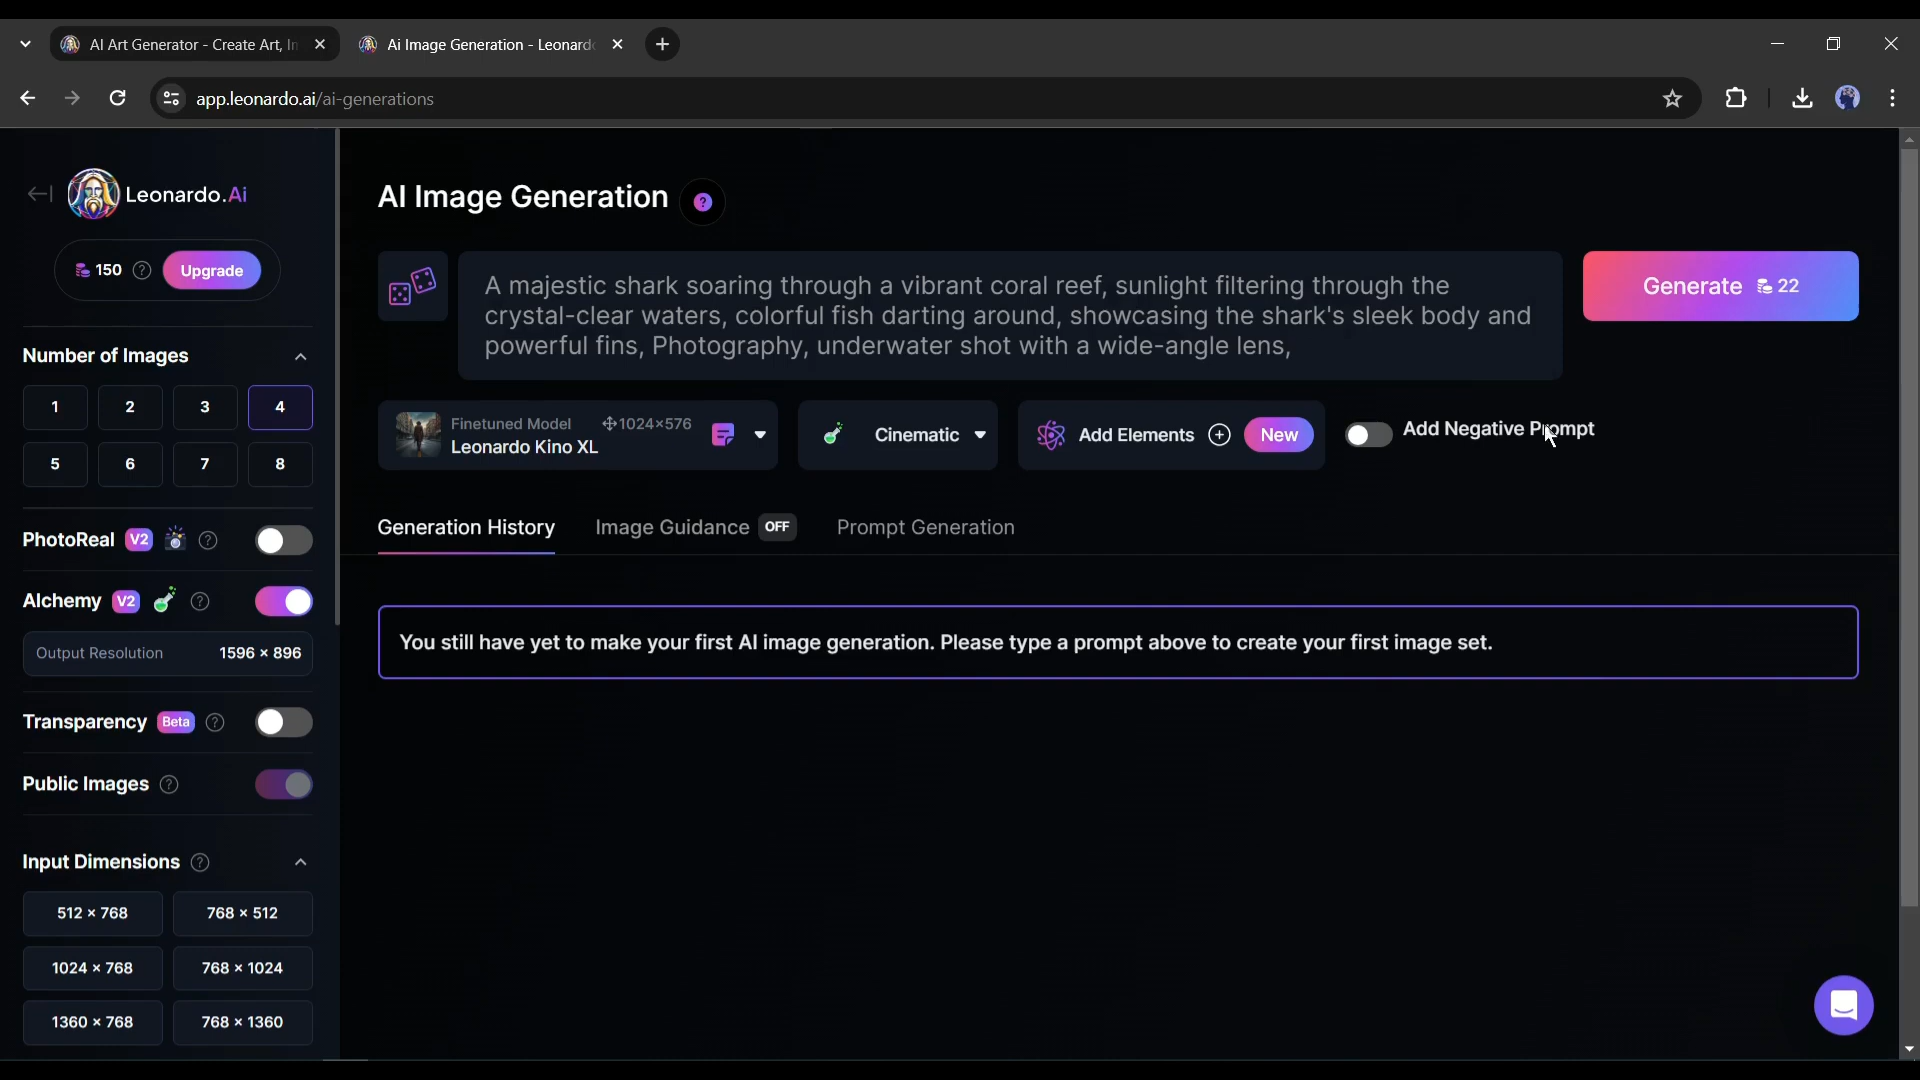 AI Art Generator - Create Art, In
Ai Image Generation - Leonardo
app.leonardo.ai/ai-generations
Leonardo.Ai
150
Upgrade
Number of Images
1 2 3 4
5 6 7 8
PhotoReal V2
Alchemy V2
Output Resolution 1596 × 896
Transparency Beta
Public Images
Input Dimensions
512 × 768 768 × 512
1024 × 768 768 × 1024
1360 × 768 768 × 1360
AI Image Generation
A majestic shark soaring through a vibrant coral reef, sunlight filtering through the
crystal-clear waters, colorful fish darting around, showcasing the shark's sleek body and
powerful fins, Photography, underwater shot with a wide-angle lens,
Generate 22
Finetuned Model 1024×576
Leonardo Kino XL
Cinematic
Add Elements New
Add Negative Prompt
Generation History Image Guidance OFF Prompt Generation
You still have yet to make your first AI image generation. Please type a prompt above to create your first image set.